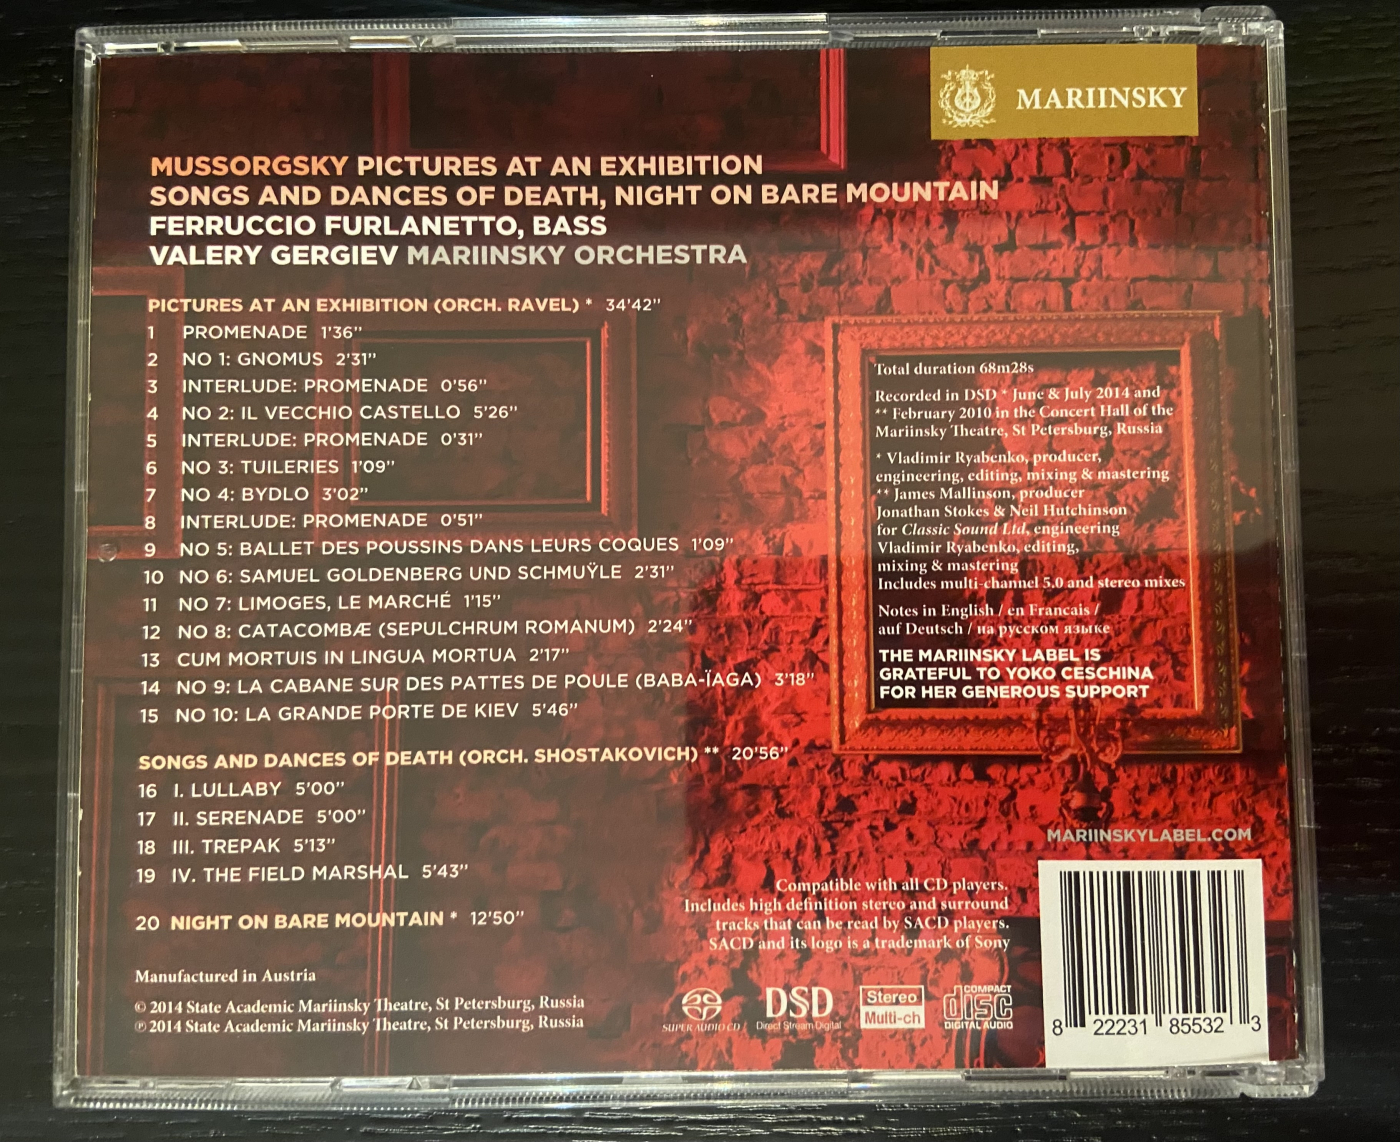 MARIINSKY
MUSSORGSKY PICTURES AT AN EXHIBITION
SONGS AND DANCES OF DEATH, NIGHT ON BARE MOUNTAIN
FERRUCCIO FURLANETTO, BASS
VALERY GERGIEV MARIINSKY ORCHESTRA
PICTURES AT AN EXHIBITION (ORCH. RAVEL) * 34'42"
1 PROMENADE 1'36"
2 NO 1: GNOMUS 2'31"
3 INTERLUDE: PROMENADE 0'56"
4 NO 2: IL VECCHIO CASTELLO 5'26"
5 INTERLUDE: PROMENADE 0'31"
6 NO 3: TUILERIES 1'09"
7 NO 4: BYDLO 3'02"
8 INTERLUDE: PROMENADE 0'51"
9 NO 5: BALLET DES POUSSINS DANS LEURS COQUES 1'09"
10 NO 6: SAMUEL GOLDENBERG UND SCHMUŸLE 2'31"
11 NO 7: LIMOGES, LE MARCHÉ 1'15"
12 NO 8: CATACOMBÆ (SEPULCHRUM ROMANUM) 2'24"
13 CUM MORTUIS IN LINGUA MORTUA 2'17"
14 NO 9: LA CABANE SUR DES PATTES DE POULE (BABA-ÏAGA) 3'18"
15 NO 10: LA GRANDE PORTE DE KIEV 5'46"
SONGS AND DANCES OF DEATH (ORCH. SHOSTAKOVICH) ** 20'56"
16 I. LULLABY 5'00"
17 II. SERENADE 5'00"
18 III. TREPAK 5'13"
19 IV. THE FIELD MARSHAL 5'43"
20 NIGHT ON BARE MOUNTAIN * 12'50"
Manufactured in Austria
© 2014 State Academic Mariinsky Theatre, St Petersburg, Russia
℗ 2014 State Academic Mariinsky Theatre, St Petersburg, Russia
Total duration 68m28s
Recorded in DSD * June & July 2014 and
** February 2010 in the Concert Hall of the
Mariinsky Theatre, St Petersburg, Russia
* Vladimir Ryabenko, producer,
engineering, editing, mixing & mastering
** James Mallinson, producer
Jonathan Stokes & Neil Hutchinson
for Classic Sound Ltd, engineering
Vladimir Ryabenko, editing,
mixing & mastering
Includes multi-channel 5.0 and stereo mixes
Notes in English / en Francais /
auf Deutsch / на русском языке
THE MARIINSKY LABEL IS
GRATEFUL TO YOKO CESCHINA
FOR HER GENEROUS SUPPORT
MARIINSKYLABEL.COM
Compatible with all CD players.
Includes high definition stereo and surround
tracks that can be read by SACD players.
SACD and its logo is a trademark of Sony
SUPER AUDIO CD
DSD
Direct Stream Digital
Stereo
Multi-ch
COMPACT
disc
DIGITAL AUDIO
8 22231 85532 3